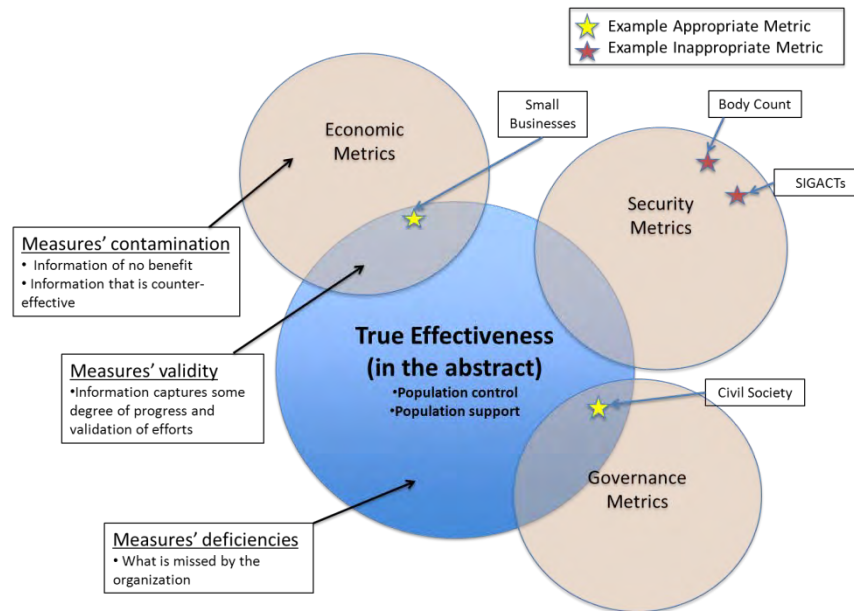 Example Appropriate Metric
Example Inappropriate Metric
Small
Businesses
Body Count
Economic
Metrics
SIGACTs
Security
Metrics
Measures' contamination
• Information of no benefit
• Information that is counter-
effective
True Effectiveness
(in the abstract)
•Population control
•Population support
Measures' validity
•Information captures some
degree of progress and
validation of efforts
Civil Society
Governance
Metrics
Measures' deficiencies
• What is missed by the
organization